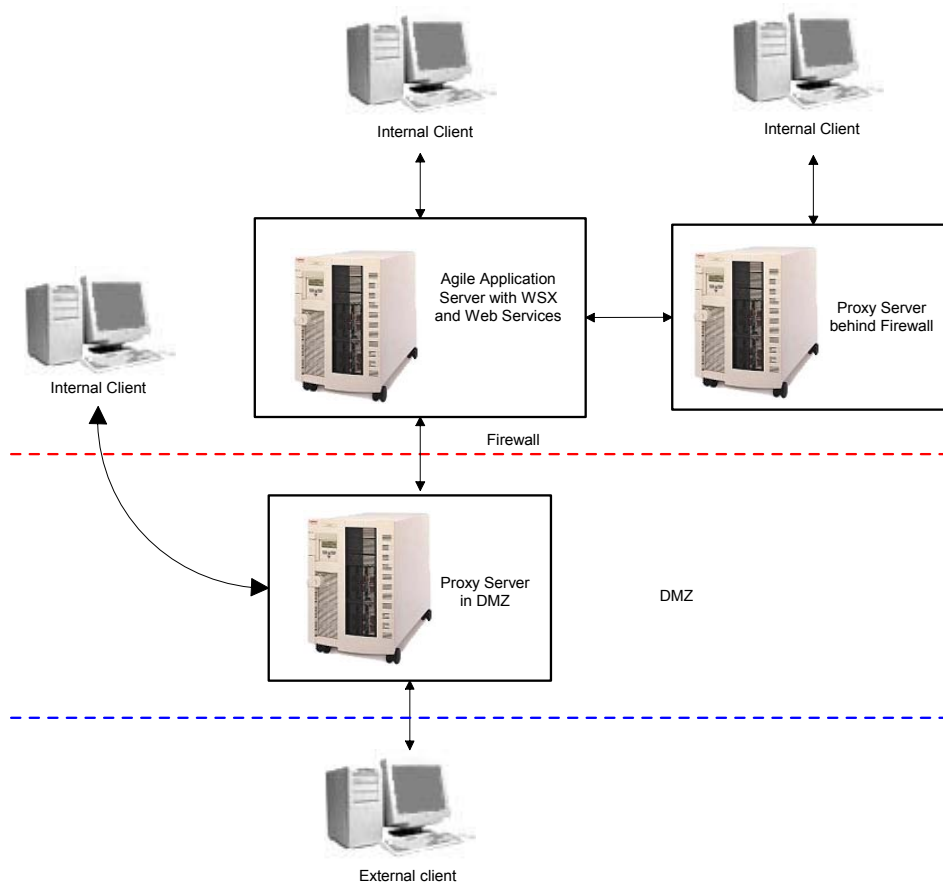 Internal Client
Internal Client
Agile Application
Server with WSX
and Web Services
Proxy Server
behind Firewall
Internal Client
Firewall
Proxy Server
in DMZ
DMZ
External client